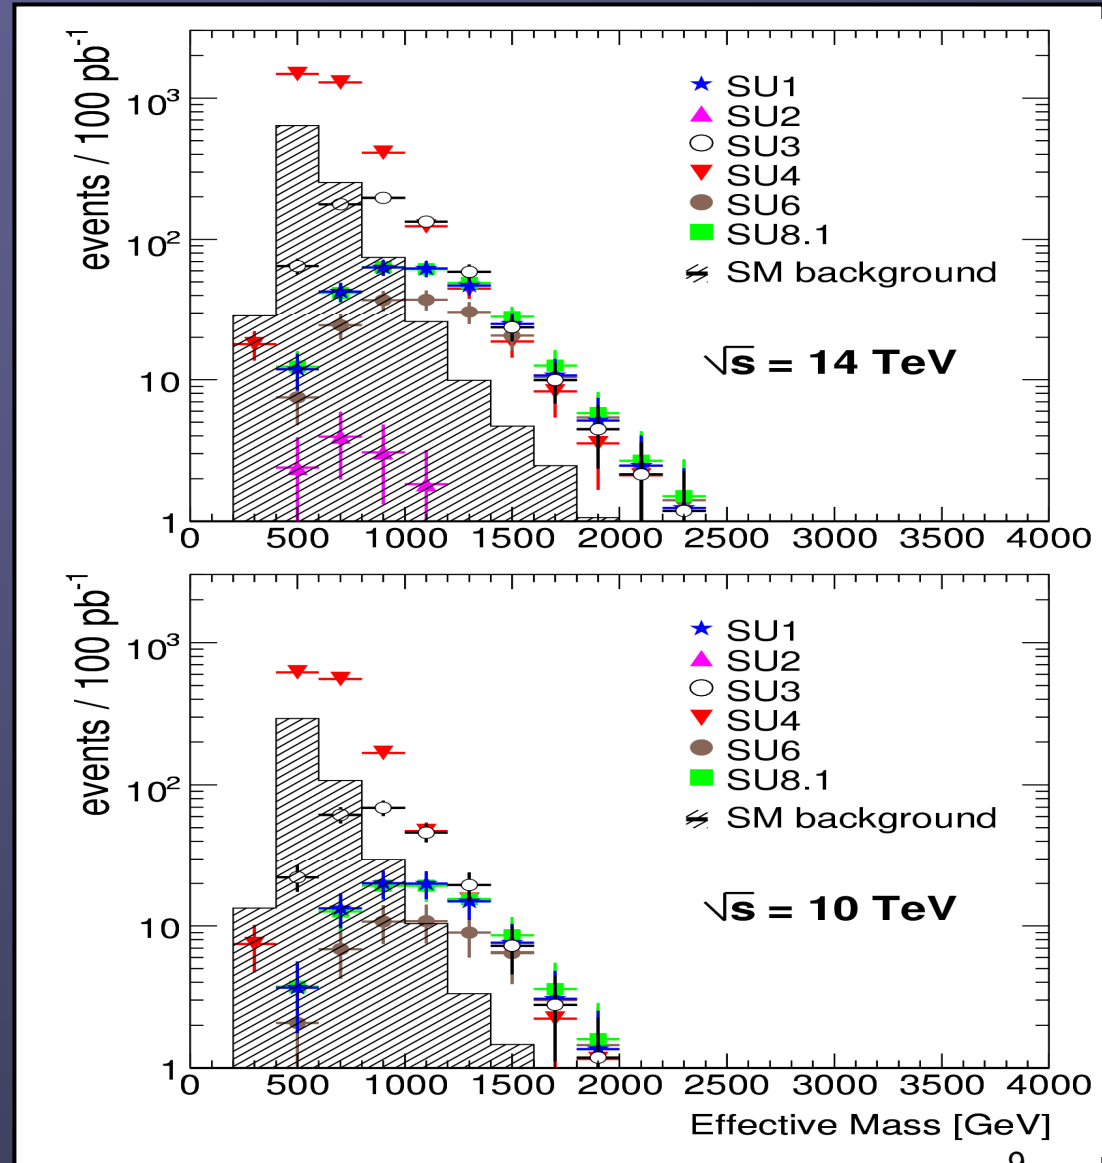 events / 100 pb⁻¹
10³
10²
10
1
SU1
SU2
SU3
SU4
SU6
SU8.1
SM background
√s = 14 TeV
0 500 1000 1500 2000 2500 3000 3500 4000
events / 100 pb⁻¹
10³
10²
10
1
SU1
SU2
SU3
SU4
SU6
SU8.1
SM background
√s = 10 TeV
0 500 1000 1500 2000 2500 3000 3500 4000
Effective Mass [GeV]